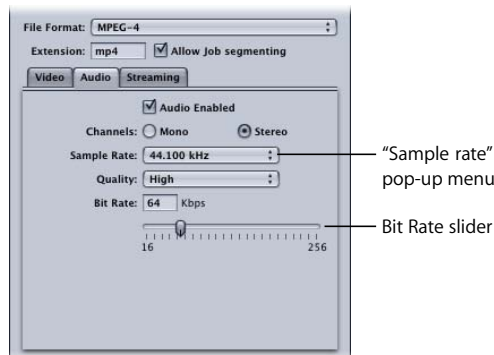 File Format: MPEG-4
Extension: mp4 Allow Job segmenting
Video Audio Streaming
Audio Enabled
Channels: Mono Stereo
Sample Rate: 44.100 kHz
“Sample rate”
pop-up menu
Quality: High
Bit Rate: 64 Kbps
Bit Rate slider
16 256